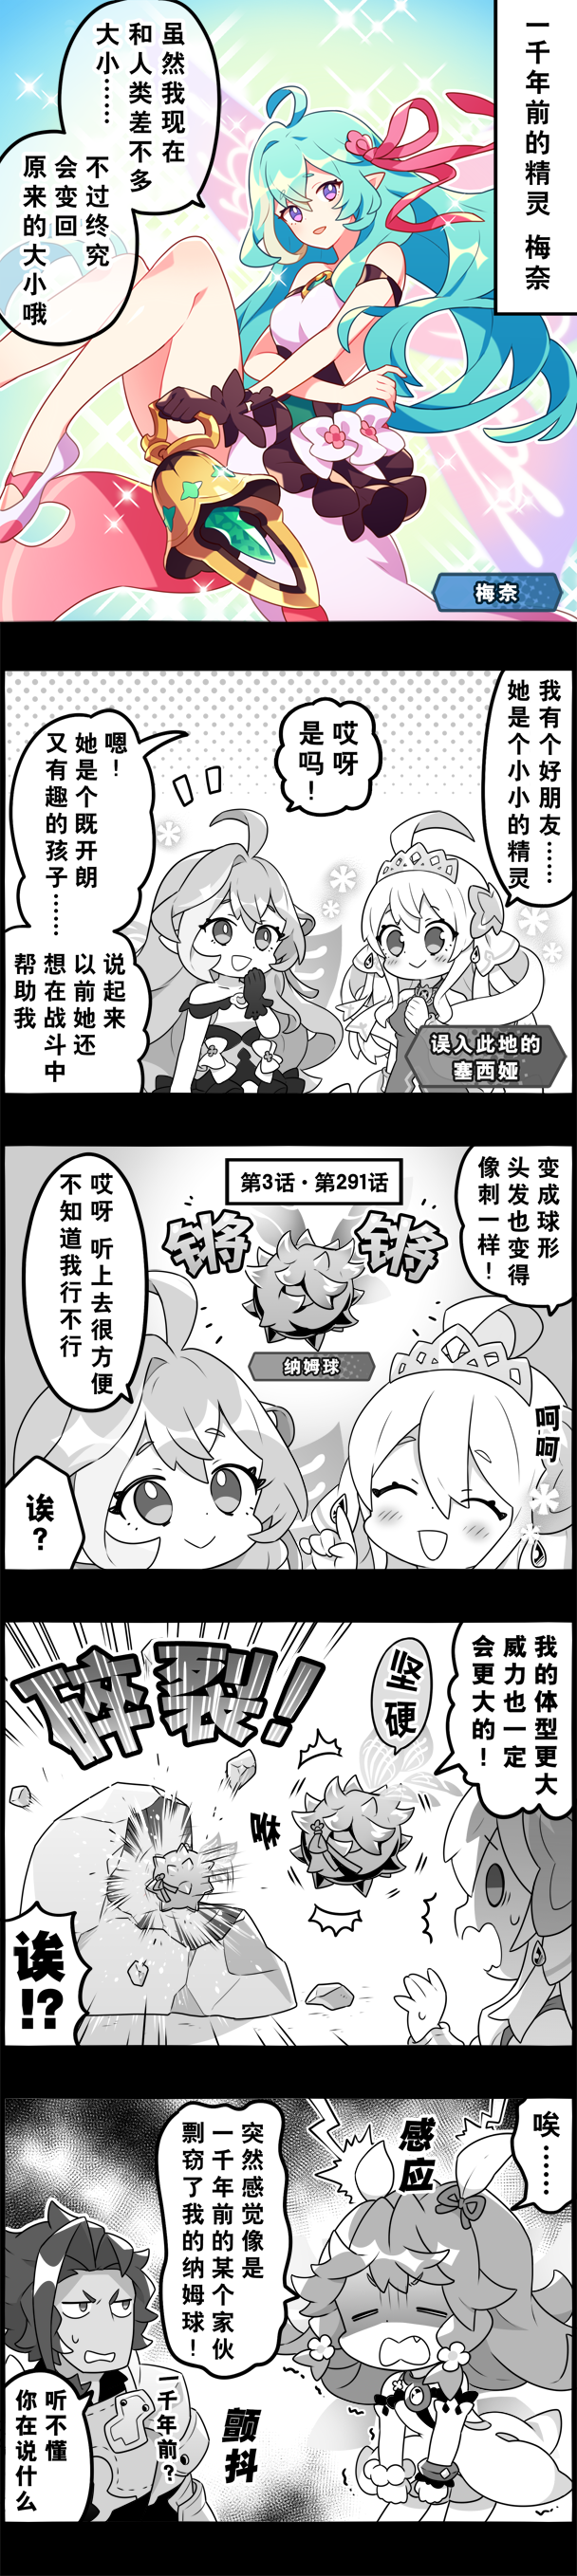 一千年前的精灵 梅奈
虽然我现在
和人类差不多
大小……
不过终究
会变回
原来的大小哦
梅奈
我有个好朋友……
她是个小小的精灵
哎呀
是吗！
嗯！
她是个既开朗
又有趣的孩子……
说起来
以前她还
想在战斗中
帮助我
误入此地的
塞西娅
变成球形
头发也变得
像刺一样！
第3话·第291话
锵
锵
纳姆球
哎呀 听上去很方便
不知道我行不行
呵呵
诶？
我的体型更大
威力也一定
会更大的！
坚硬
碎裂！
咻
诶!?
唉……
感应
突然感觉像是
一千年前的某个家伙
剽窃了我的纳姆球！
一千年前？
颤抖
听不懂
你在说什么